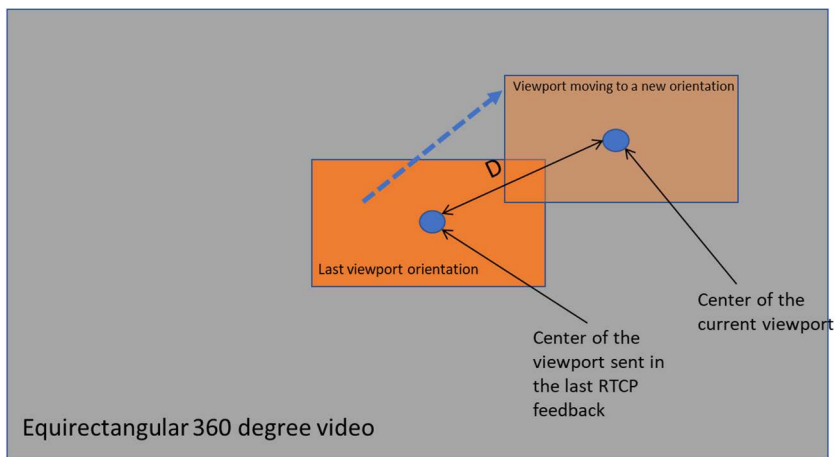 Viewport moving to a new orientation
D
Last viewport orientation
Center of the
current viewport
Center of the
viewport sent in
the last RTCP
feedback
Equirectangular 360 degree video